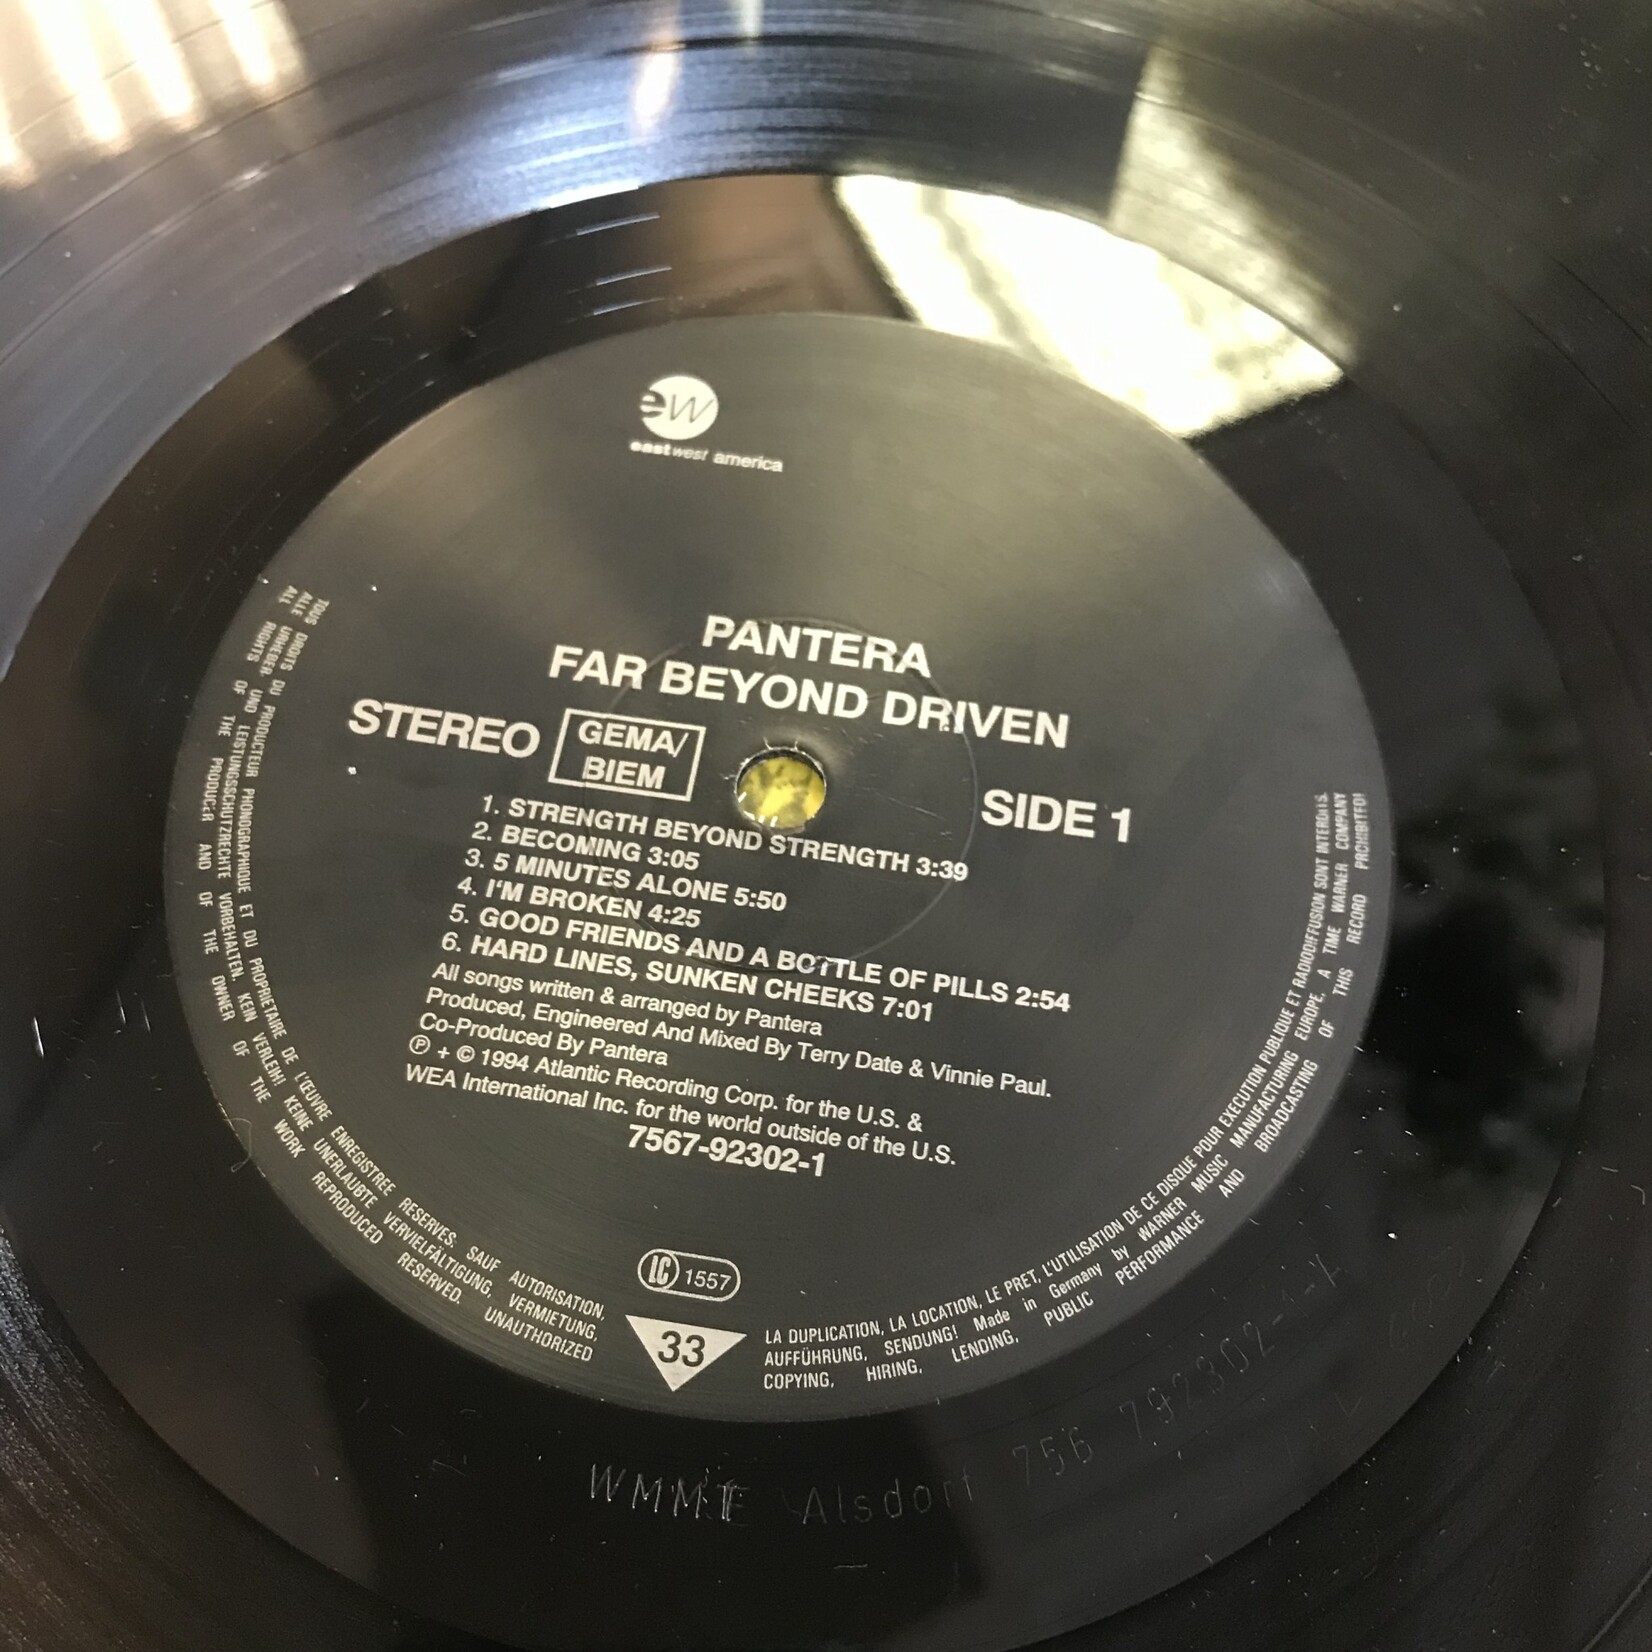 ew
eastwest america
PANTERA
FAR BEYOND DRIVEN
STEREO
GEMA/
BIEM
SIDE 1
1. STRENGTH BEYOND STRENGTH 3:39
2. BECOMING 3:05
3. 5 MINUTES ALONE 5:50
4. I'M BROKEN 4:25
5. GOOD FRIENDS AND A BOTTLE OF PILLS 2:54
6. HARD LINES, SUNKEN CHEEKS 7:01
All songs written & arranged by Pantera
Produced, Engineered And Mixed By Terry Date & Vinnie Paul.
Co-Produced By Pantera
℗ + © 1994 Atlantic Recording Corp. for the U.S. &
WEA International Inc. for the world outside of the U.S.
7567-92302-1
LC 1557
33
TOUS DROITS DU PRODUCTEUR PHONOGRAPHIQUE ET DU PROPRIETAIRE DE L'ŒUVRE ENREGISTREE RESERVES. SAUF AUTORISATION,
ALLE URHEBER- UND LEISTUNGSSCHUTZRECHTE VORBEHALTEN. KEIN VERLEIH! KEINE UNERLAUBTE VERVIELFÄLTIGUNG, VERMIETUNG,
ALL RIGHTS OF THE PRODUCER AND OF THE OWNER OF THE WORK REPRODUCED RESERVED. UNAUTHORIZED
LA DUPLICATION, LA LOCATION, LE PRET, L'UTILISATION DE CE DISQUE POUR EXECUTION PUBLIQUE ET RADIODIFFUSION SONT INTERDITS.
AUFFÜHRUNG, SENDUNG! Made in Germany by WARNER MUSIC MANUFACTURING EUROPE, A TIME WARNER COMPANY
COPYING, HIRING, LENDING, PUBLIC PERFORMANCE AND BROADCASTING OF THIS RECORD PROHIBITED!
Alsdorf 756 792302-1-